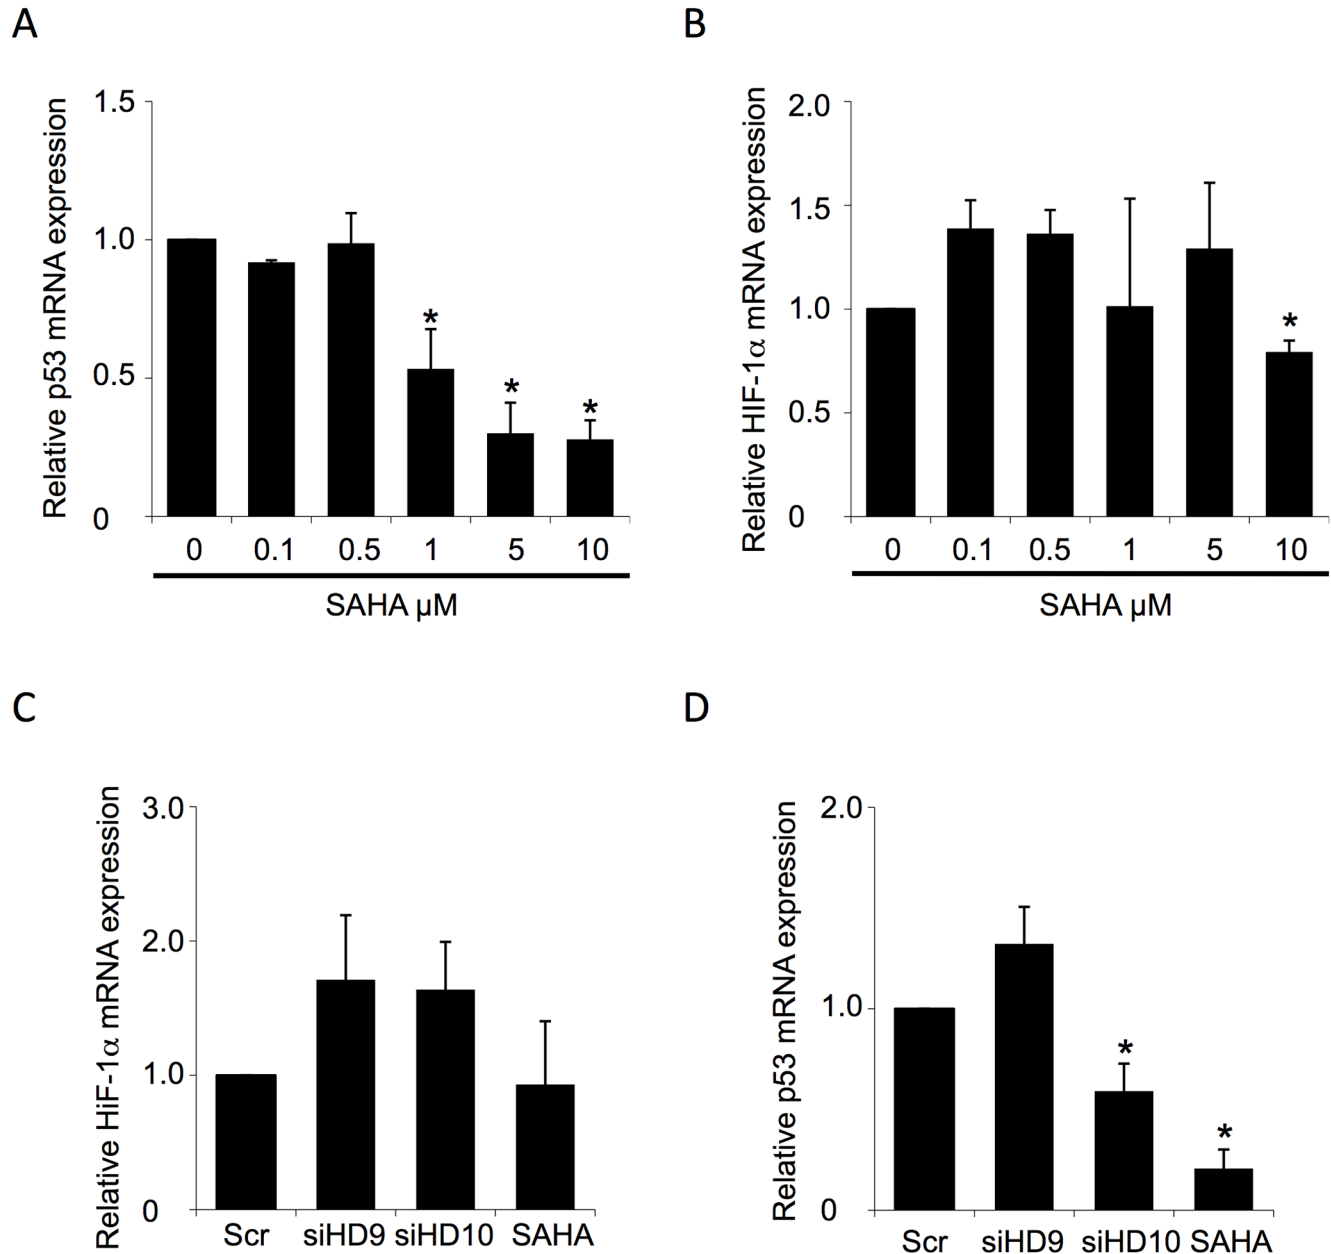 A
Relative p53 mRNA expression
1.5
1.0
0.5
0
*
*
*
0 0.1 0.5 1 5 10
SAHA µM
B
Relative HIF-1α mRNA expression
2.0
1.5
1.0
0.5
0
*
0 0.1 0.5 1 5 10
SAHA µM
C
Relative HiF-1α mRNA expression
3.0
2.0
1.0
0
Scr siHD9 siHD10 SAHA
D
Relative p53 mRNA expression
2.0
1.0
0
*
*
Scr siHD9 siHD10 SAHA